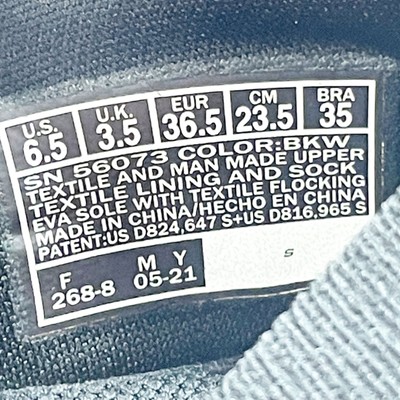 U.S. U.K. EUR CM BRA
6.5 3.5 36.5 23.5 35
SN 56073 COLOR:BKW
TEXTILE AND MAN MADE UPPER
TEXTILE LINING AND SOCK
EVA SOLE WITH TEXTILE FLOCKING
MADE IN CHINA/HECHO EN CHINA
PATENT:US D824,647 S+US D816,965 S
F M Y
268-8 05-21
S